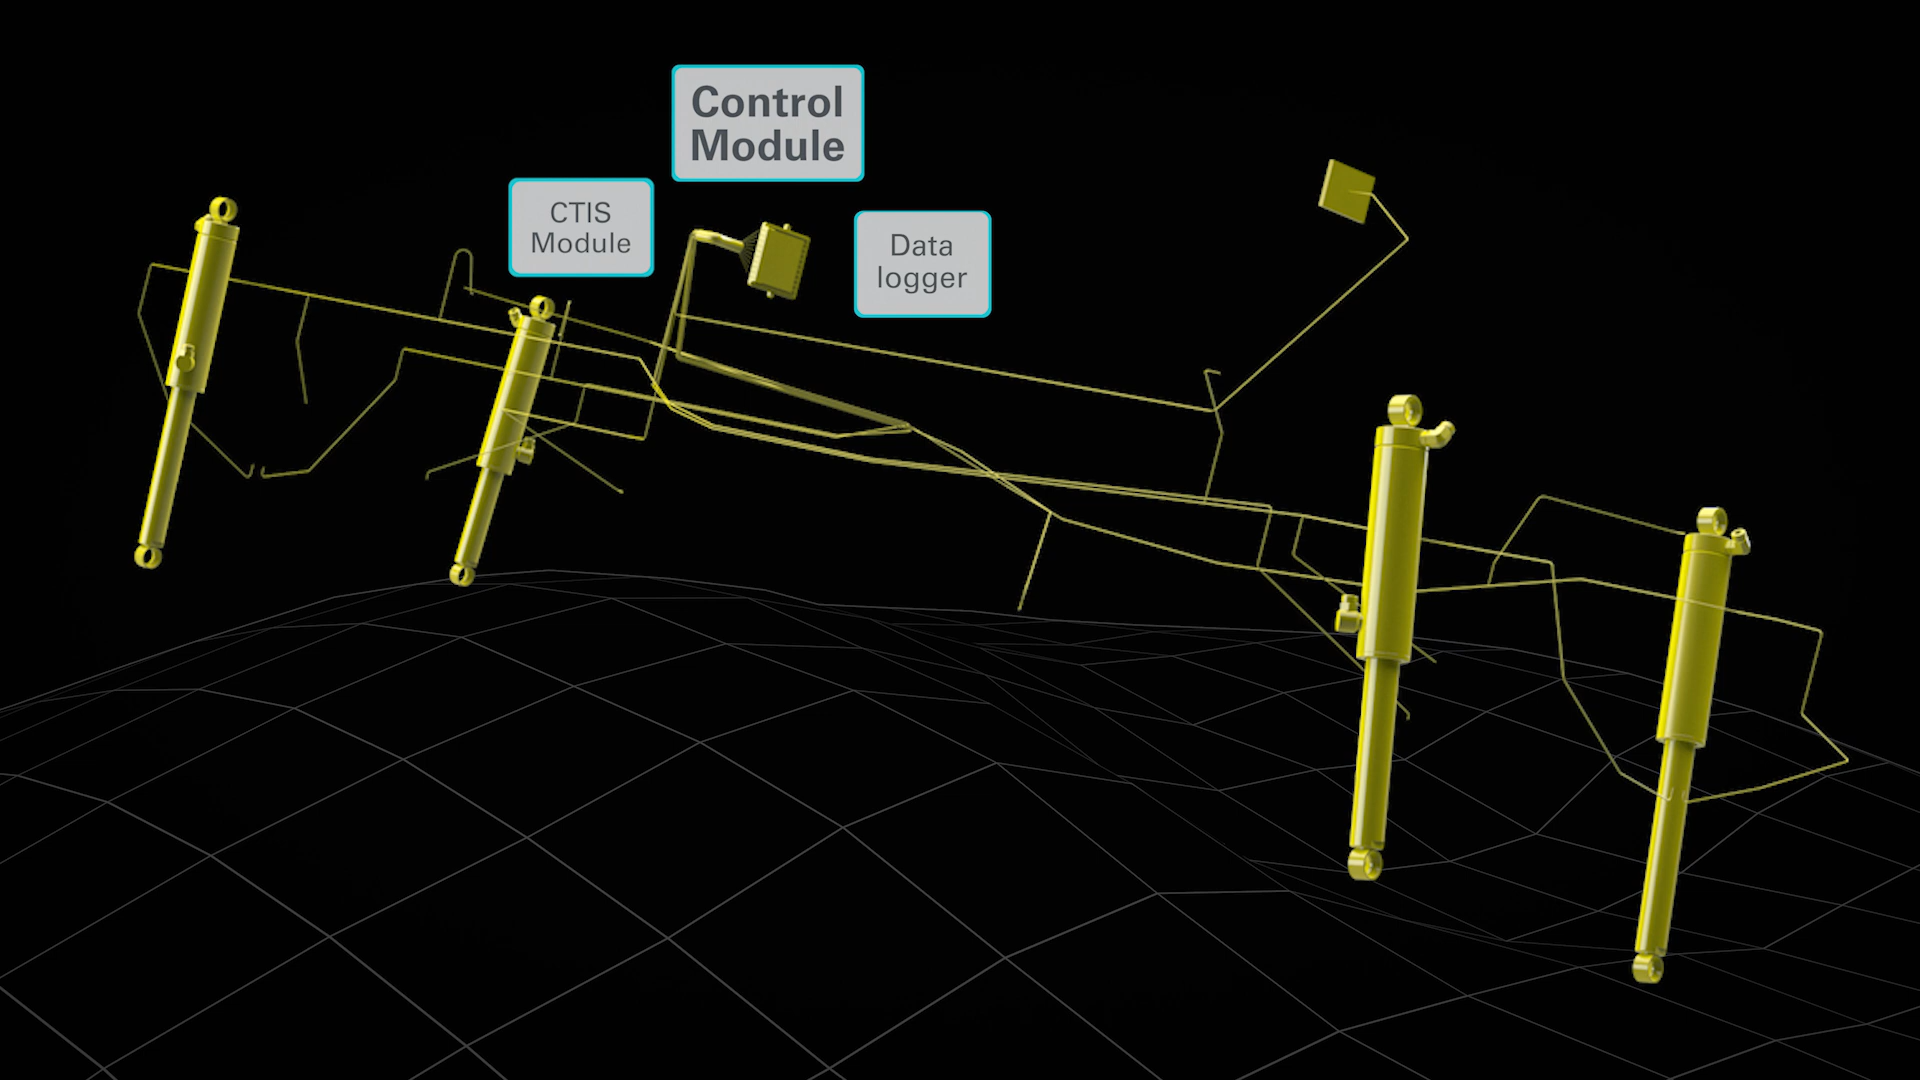 Control
Module
CTIS
Module
Data
logger